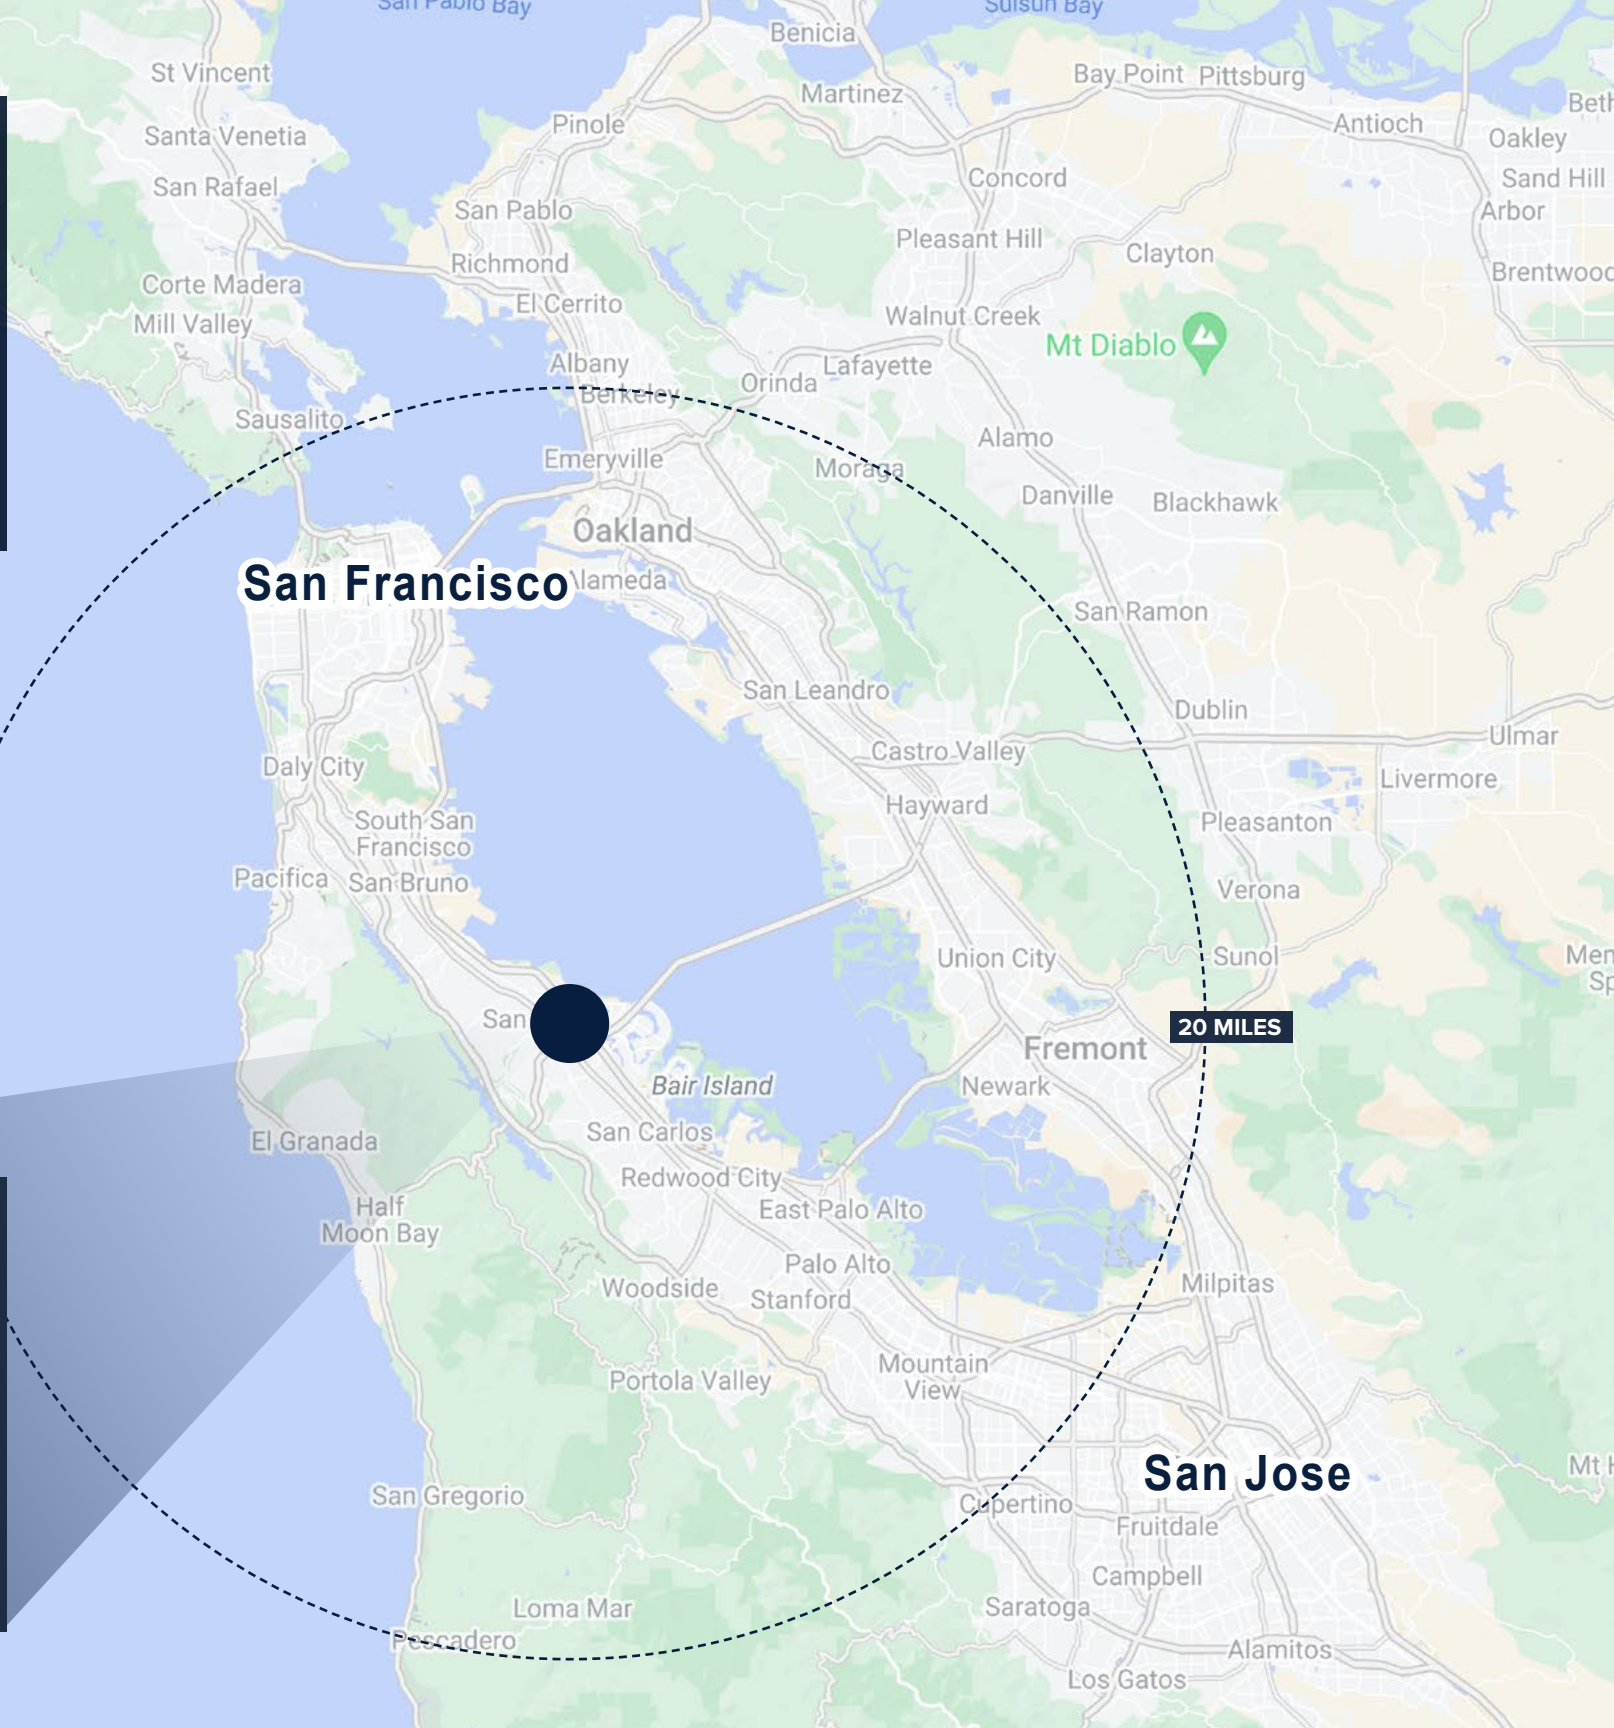 San Pablo Bay
Suisun Bay
Benicia
St Vincent
Bay Point
Pittsburg
Martinez
Santa Venetia
Pinole
Antioch
Oakley
San Rafael
Concord
Sand Hill
San Pablo
Arbor
Pleasant Hill
Clayton
Richmond
Brentwood
Corte Madera
El Cerrito
Mill Valley
Walnut Creek
Mt Diablo
Albany
Lafayette
Orinda
Berkeley
Sausalito
Alamo
Emeryville
Moraga
Danville
Blackhawk
Oakland
San Francisco
Alameda
San Ramon
San Leandro
Dublin
Ulmar
Castro Valley
Daly City
Livermore
Hayward
South San
Francisco
Pleasanton
Pacifica
San Bruno
Verona
Union City
Sunol
San
20 MILES
Fremont
Bair Island
Newark
San Carlos
El Granada
Redwood City
Half
Moon Bay
East Palo Alto
Palo Alto
Milpitas
Woodside
Stanford
Mountain
View
Portola Valley
San Jose
San Gregorio
Cupertino
Fruitdale
Campbell
Loma Mar
Saratoga
Pescadero
Alamitos
Los Gatos